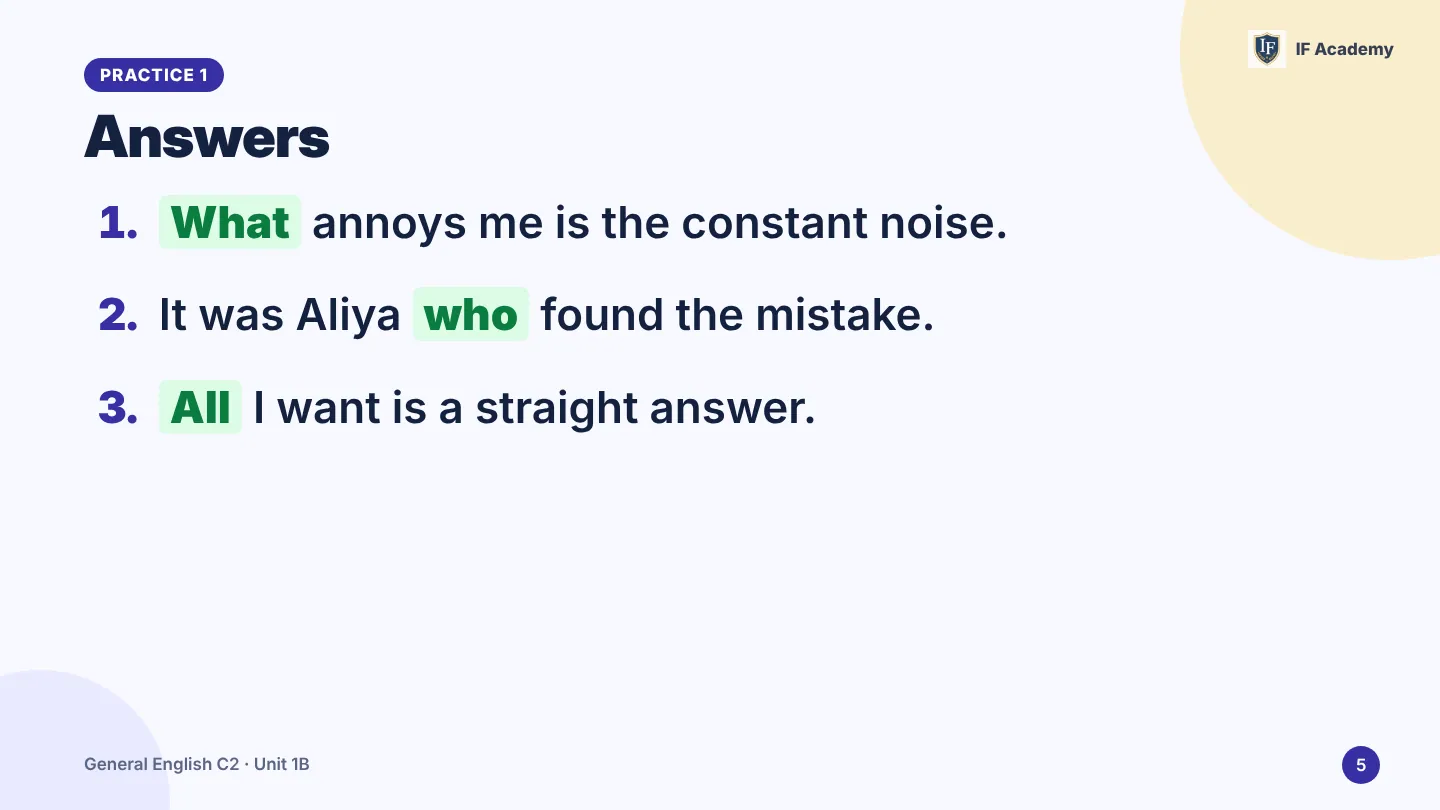 IF
IF Academy
PRACTICE 1
Answers
1. What annoys me is the constant noise.
2. It was Aliya who found the mistake.
3. All I want is a straight answer.
General English C2 · Unit 1B
5